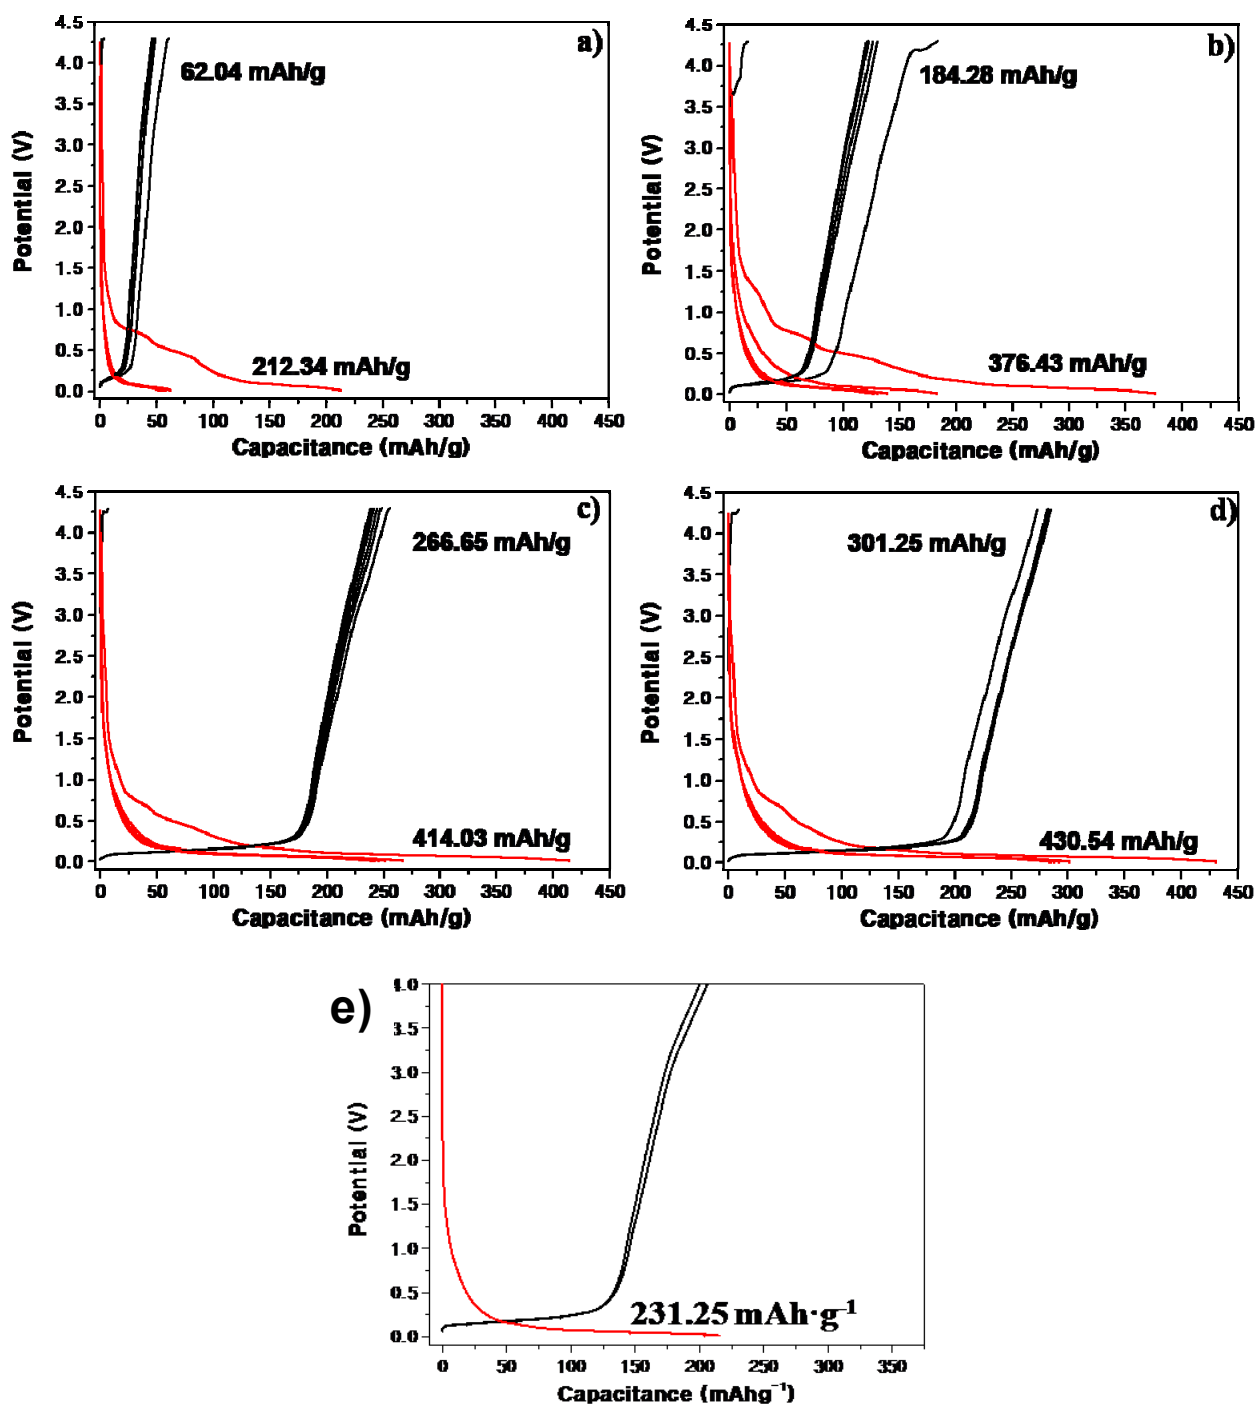 a)
62.04 mAh/g
212.34 mAh/g
Potential (V)
4.5
4.0
3.5
3.0
2.5
2.0
1.5
1.0
0.5
0.0
0 50 100 150 200 250 300 350 400 450
Capacitance (mAh/g)
b)
184.28 mAh/g
376.43 mAh/g
Potential (V)
4.5
4.0
3.5
3.0
2.5
2.0
1.5
1.0
0.5
0.0
0 50 100 150 200 250 300 350 400 450
Capacitance (mAh/g)
c)
266.65 mAh/g
414.03 mAh/g
Potential (V)
4.5
4.0
3.5
3.0
2.5
2.0
1.5
1.0
0.5
0.0
0 50 100 150 200 250 300 350 400 450
Capacitance (mAh/g)
d)
301.25 mAh/g
430.54 mAh/g
Potential (V)
4.5
4.0
3.5
3.0
2.5
2.0
1.5
1.0
0.5
0.0
0 50 100 150 200 250 300 350 400 450
Capacitance (mAh/g)
e)
231.25 mAh·g⁻¹
Potential (V)
4.0
3.5
3.0
2.5
2.0
1.5
1.0
0.5
0.0
0 50 100 150 200 250 300 350
Capacitance (mAhg⁻¹)